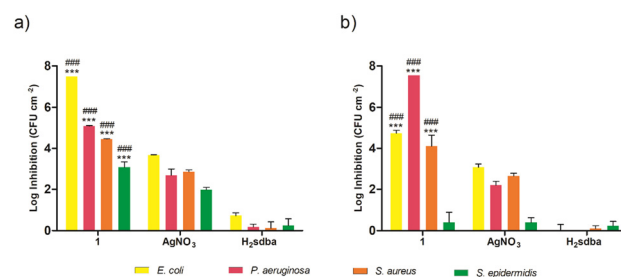 a)
Log Inhibition (CFU cm⁻²)
8
6
4
2
0
###
***
###
***
###
***
###
***
1
AgNO₃
H₂sdba
b)
Log Inhibition (CFU cm⁻²)
8
6
4
2
0
###
***
###
***
###
***
1
AgNO₃
H₂sdba
E. coli
P. aeruginosa
S. aureus
S. epidermidis